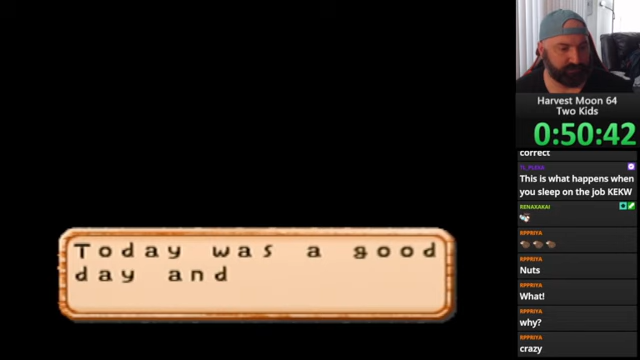 Harvest Moon 64
Two Kids
0:50:42
correct
This is what happens when
you sleep on the job KEKW
RENAXAKAI
RPPRIYA
RPPRIYA
Nuts
RPPRIYA
What!
RPPRIYA
why?
RPPRIYA
crazy
Today was a good
day and